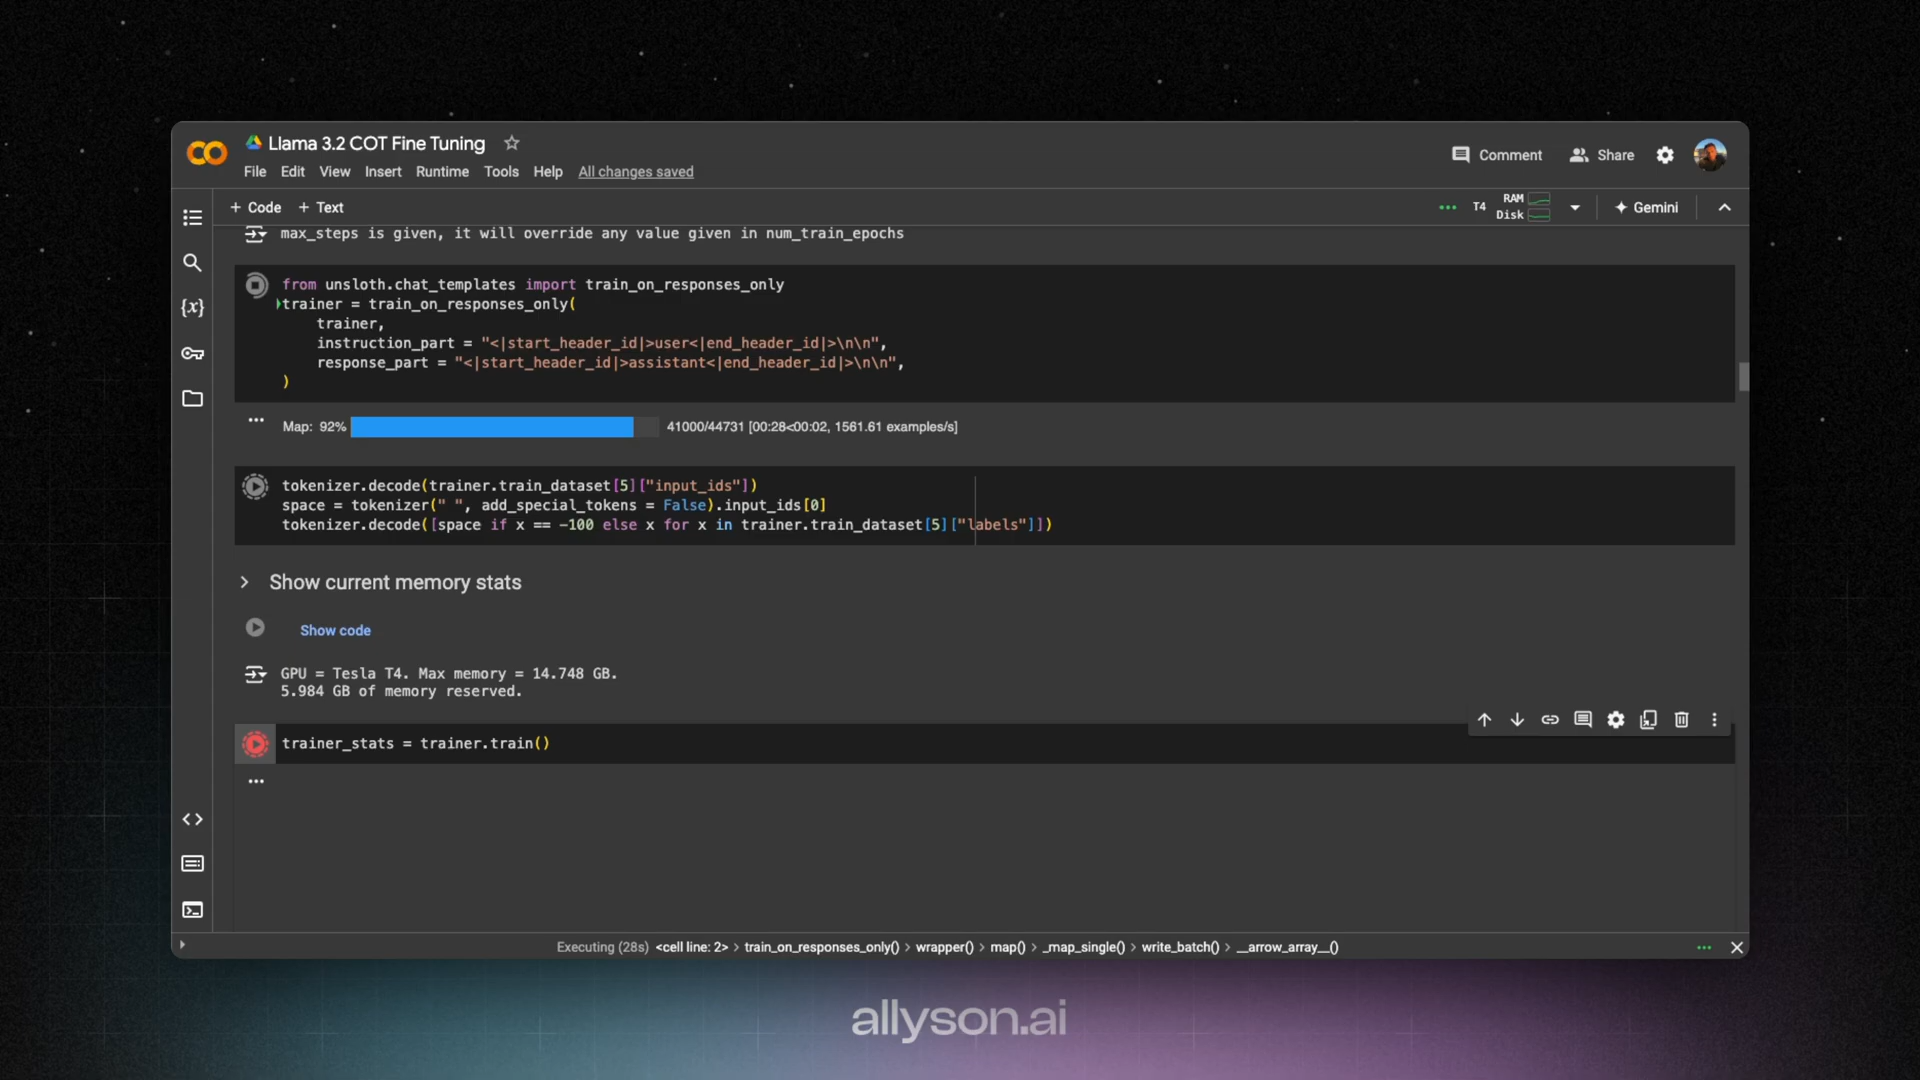 Llama 3.2 COT Fine Tuning
File Edit View Insert Runtime Tools Help All changes saved
Comment Share
+ Code + Text
T4 RAM Disk Gemini
max_steps is given, it will override any value given in num_train_epochs
from unsloth.chat_templates import train_on_responses_only
trainer = train_on_responses_only(
    trainer,
    instruction_part = "<|start_header_id|>user<|end_header_id|>\n\n",
    response_part = "<|start_header_id|>assistant<|end_header_id|>\n\n",
)
Map: 92% 41000/44731 [00:28<00:02, 1561.61 examples/s]
tokenizer.decode(trainer.train_dataset[5]["input_ids"])
space = tokenizer(" ", add_special_tokens = False).input_ids[0]
tokenizer.decode([space if x == -100 else x for x in trainer.train_dataset[5]["labels"]])
Show current memory stats
Show code
GPU = Tesla T4. Max memory = 14.748 GB.
5.984 GB of memory reserved.
trainer_stats = trainer.train()
Executing (28s) <cell line: 2> > train_on_responses_only() > wrapper() > map() > _map_single() > write_batch() > __arrow_array__()
allyson.ai